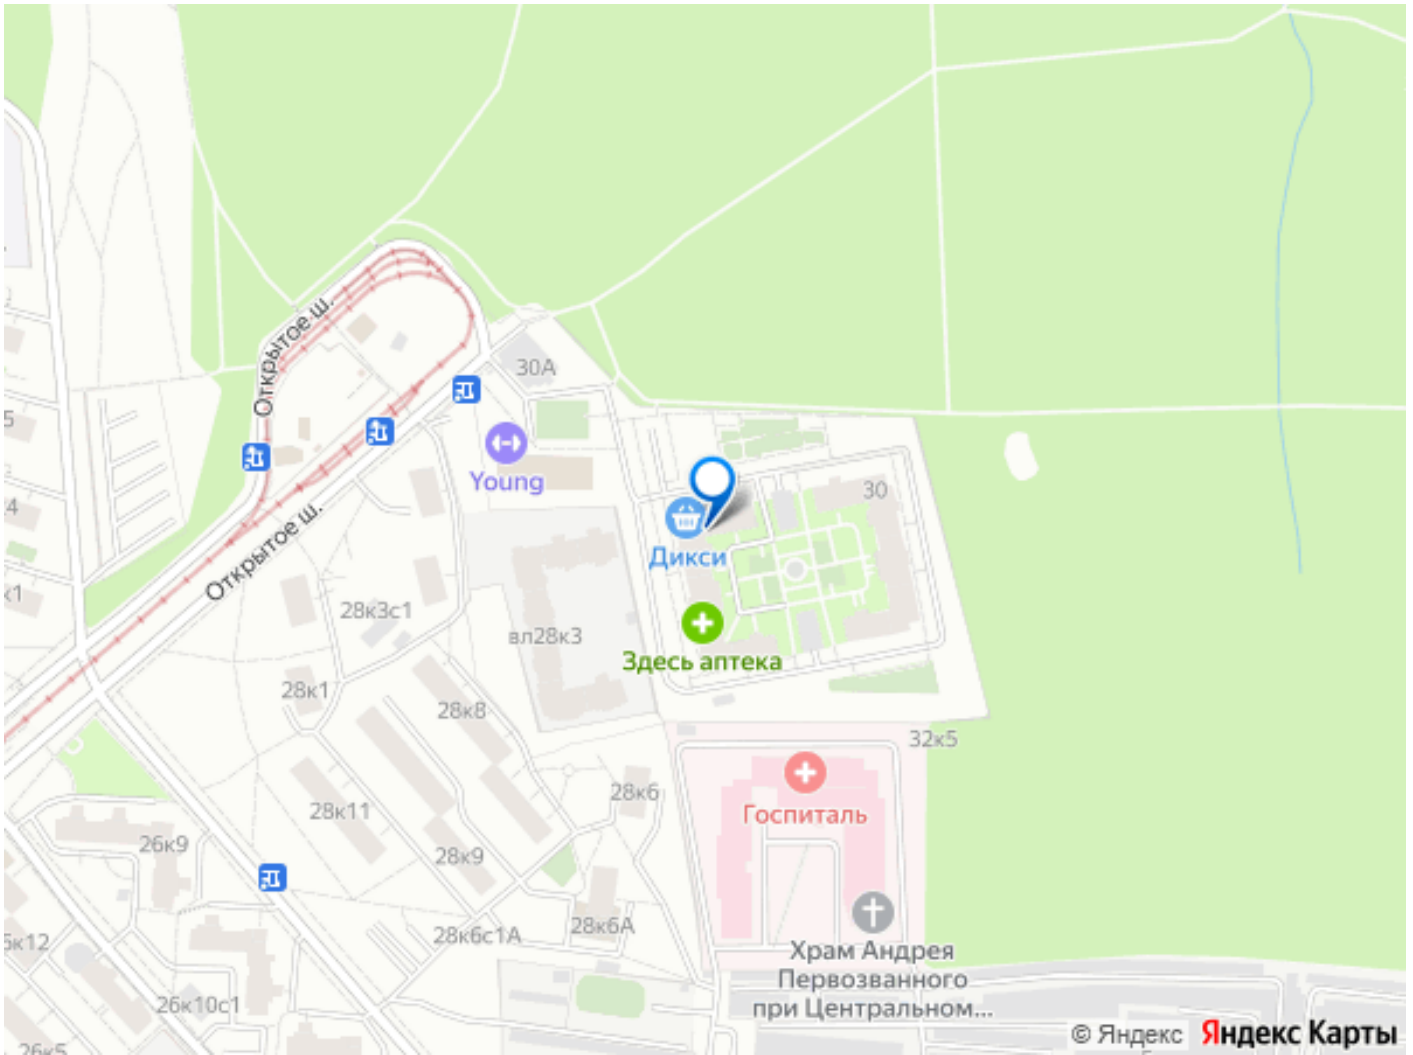 Открытое ш.
30А
Young
30
Дикси
Открытое ш.
28к3с1
вл28к3
Здесь аптека
28к1
28к8
32к5
28к6
Госпиталь
28к11
26к9
28к9
28к6А
28к6с1А
Храм Андрея
Первозванного
при Центральном...
26к10с1
© Яндекс Яндекс Карты